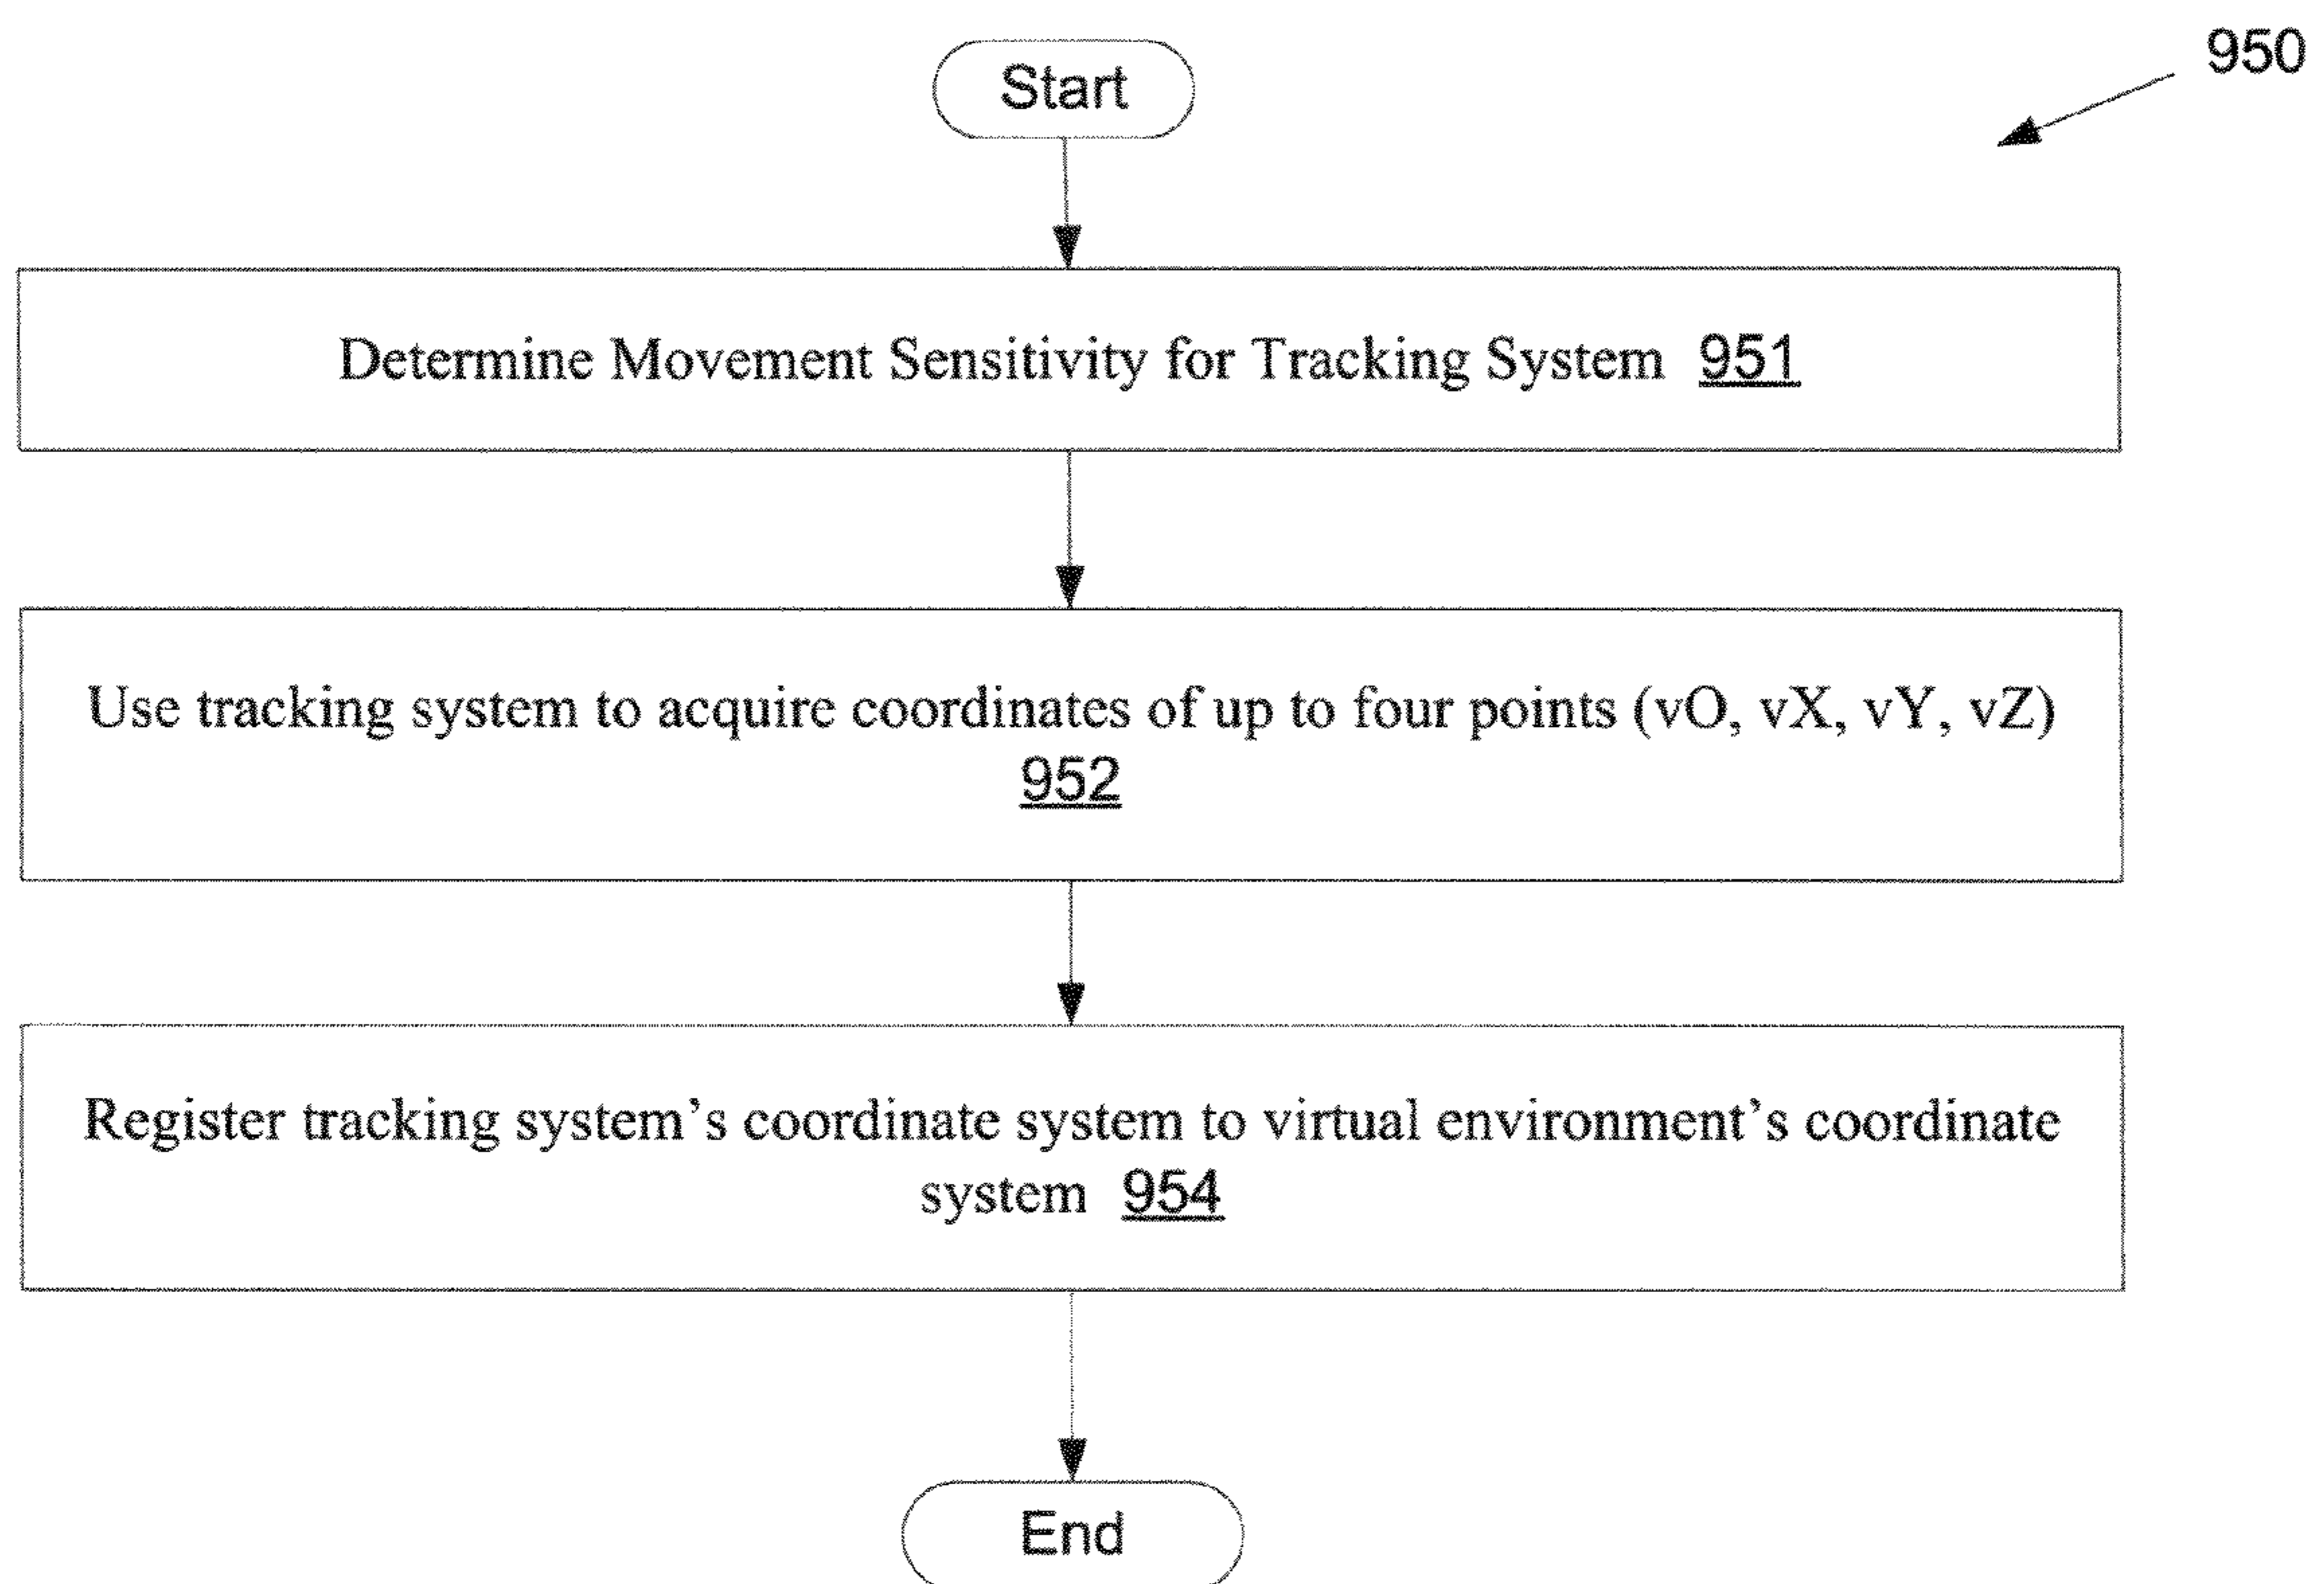 950
Start
Determine Movement Sensitivity for Tracking System 951
Use tracking system to acquire coordinates of up to four points (vO, vX, vY, vZ)
952
Register tracking system’s coordinate system to virtual environment’s coordinate
system 954
End